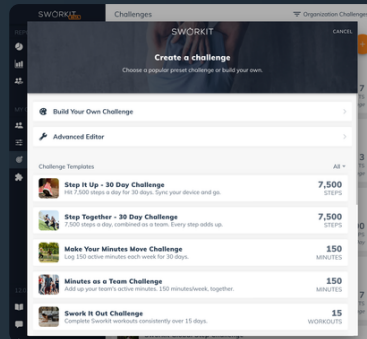 SWORKIT
Challenges
Organization Challenges
SWORKIT
CANCEL
Create a challenge
Choose a popular preset challenge or build your own.
Build Your Own Challenge
Advanced Editor
Challenge Templates
All
Step It Up - 30 Day Challenge
7,500
Hit 7,500 steps a day for 30 days. Sync your device and go.
STEPS
Step Together - 30 Day Challenge
7,500
7,500 steps a day, combined as a team. Every step adds up.
STEPS
Make Your Minutes Move Challenge
150
Log 150 active minutes each week for 30 days.
MINUTES
Minutes as a Team Challenge
150
Add up your team's active minutes. 150 minutes/week, together.
MINUTES
Swork It Out Challenge
15
Complete Sworkit workouts consistently over 15 days.
WORKOUTS